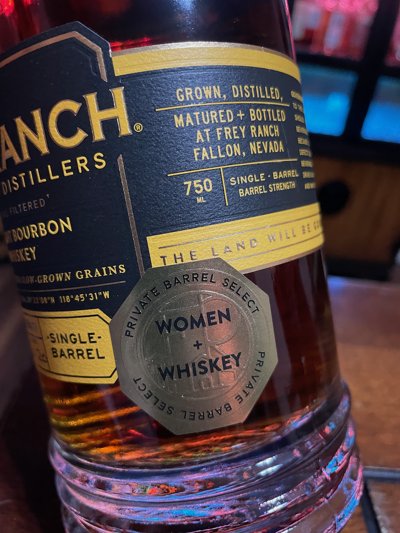 ANCH®
DISTILLERS
FILTERED
BOURBON
-GROWN GRAINS
118°45'31"W
-SINGLE-
BARREL
GROWN, DISTILLED,
MATURED + BOTTLED
AT FREY RANCH
FALLON, NEVADA
750
ML
SINGLE-BARREL
BARREL STRENGTH
THE LAND WILL BE
PRIVATE BARREL SELECT
WOMEN
+
WHISKEY
PRIVATE BARREL SELECT